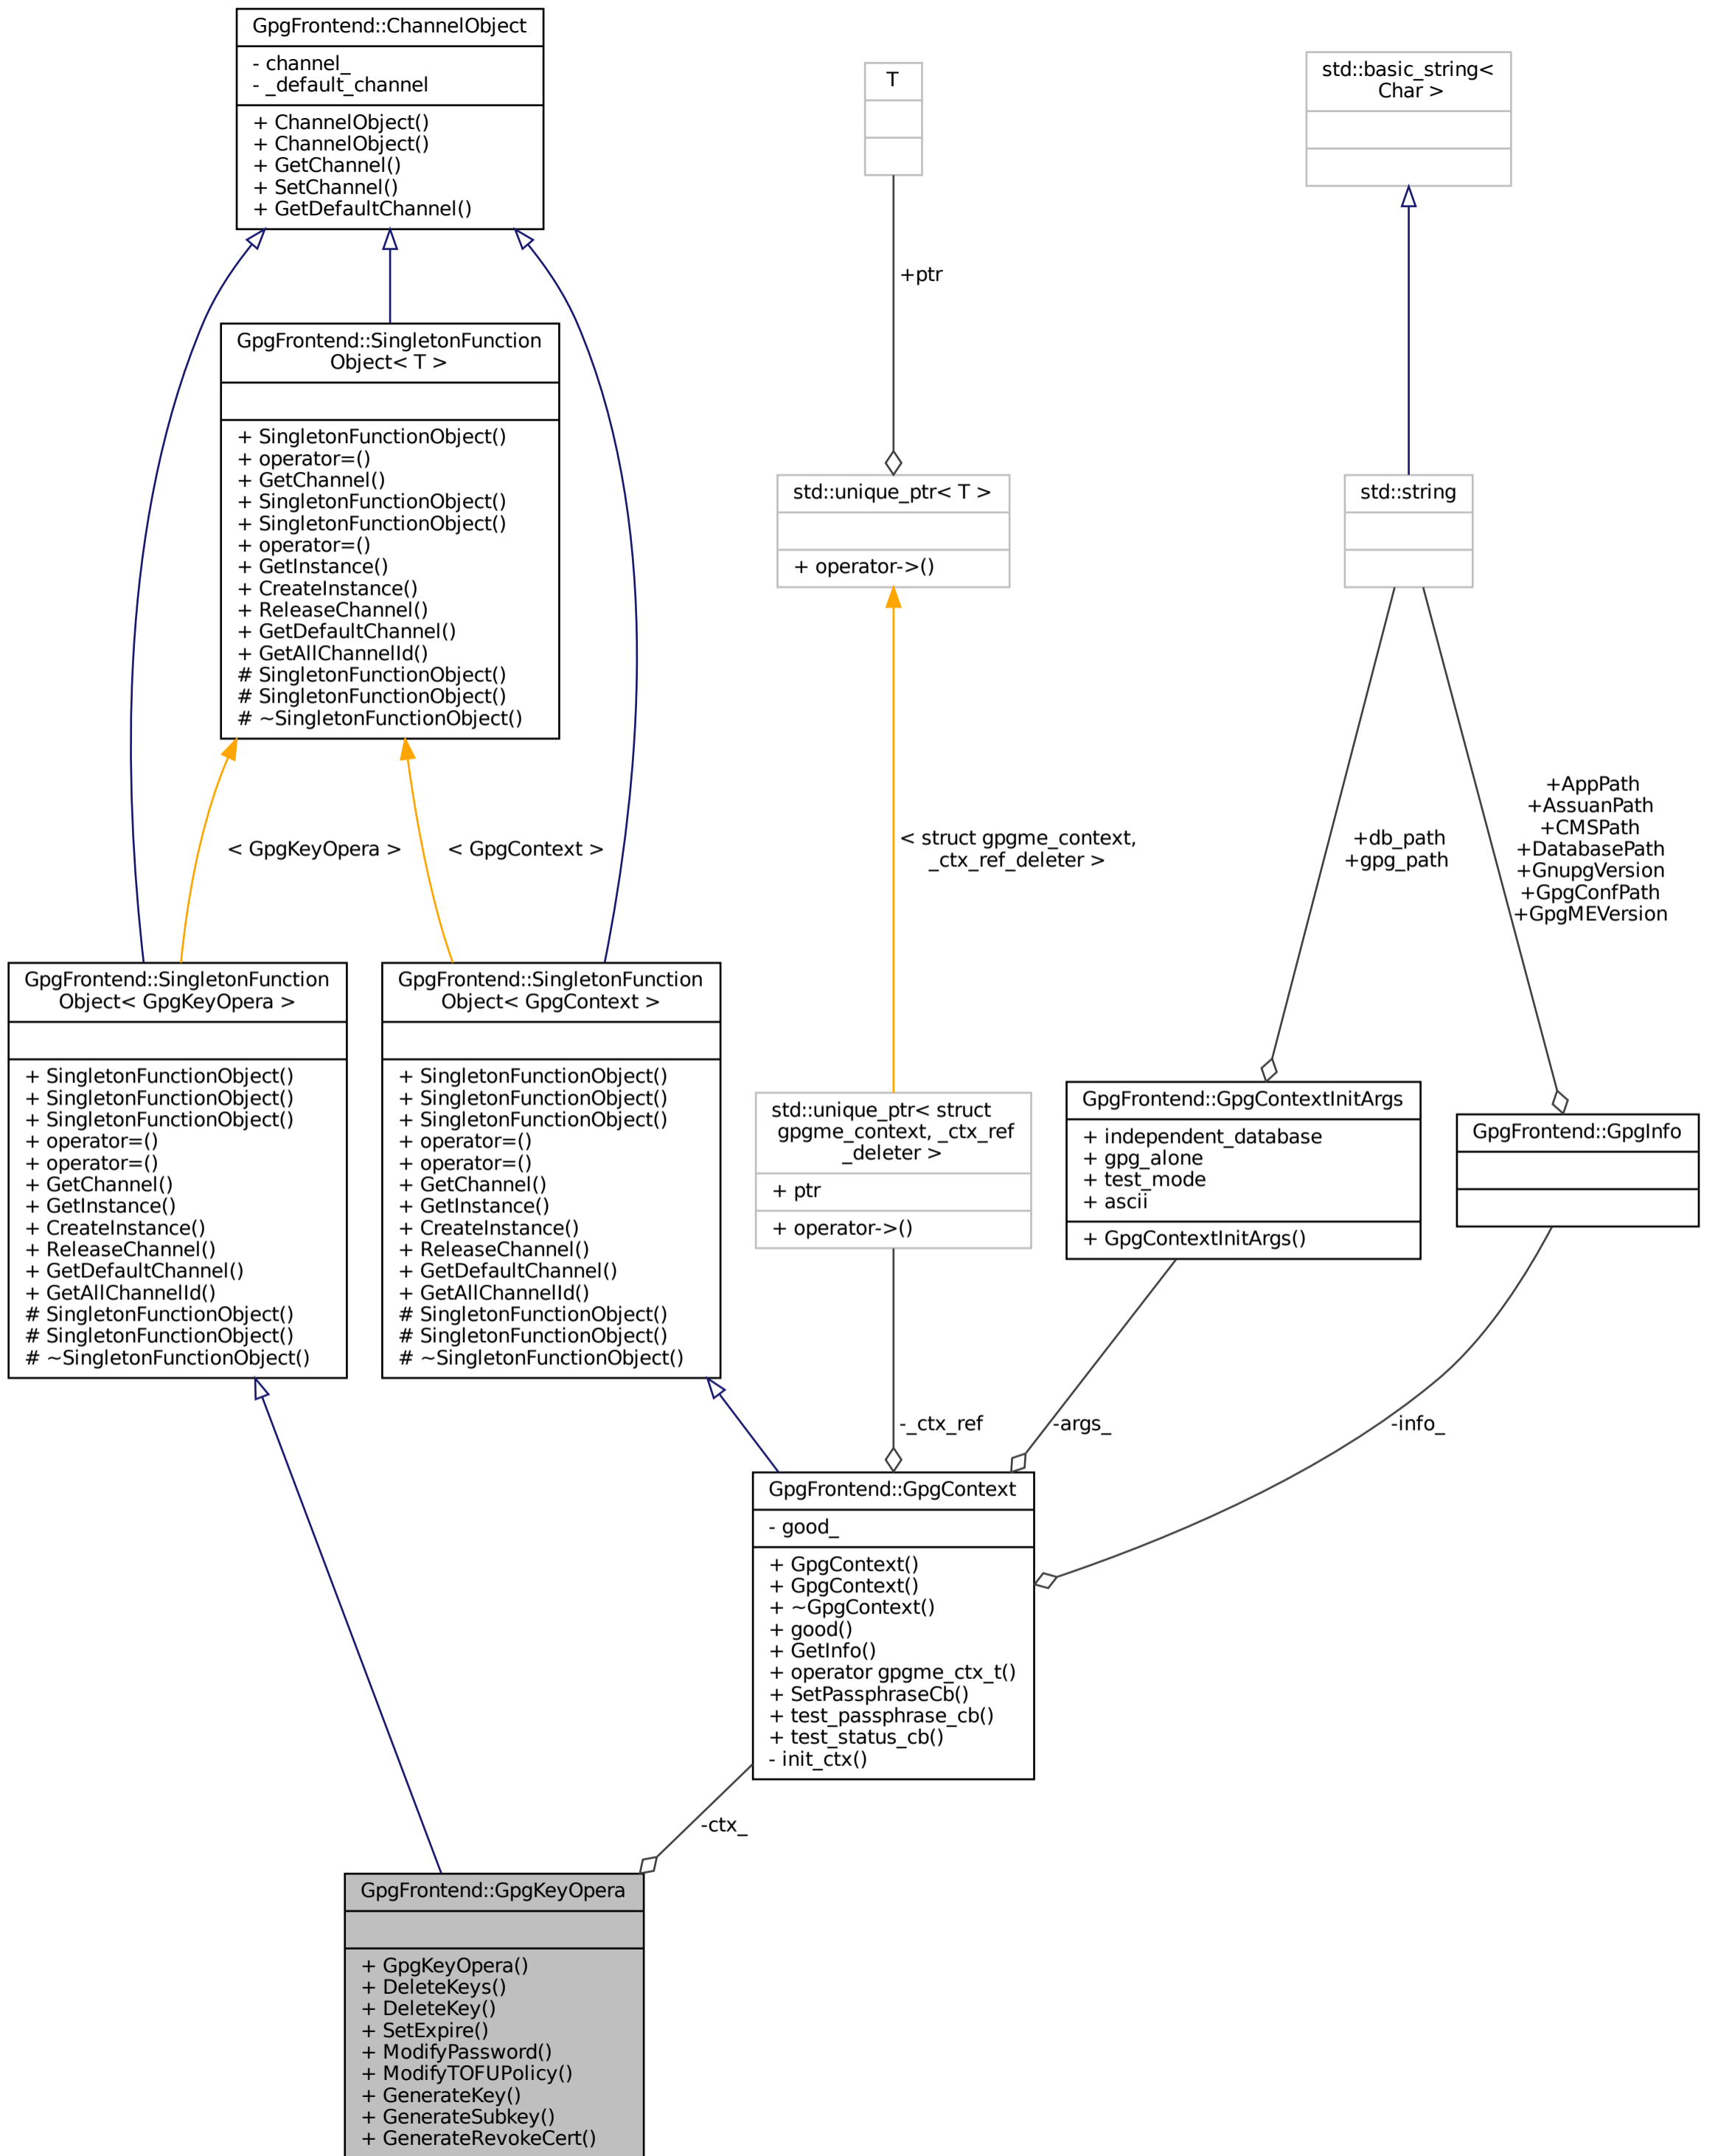 GpgFrontend::ChannelObject
- channel_
- _default_channel
+ ChannelObject()
+ ChannelObject()
+ GetChannel()
+ SetChannel()
+ GetDefaultChannel()
T
+ptr
std::basic_string<
Char >
GpgFrontend::SingletonFunction
Object< T >
+ SingletonFunctionObject()
+ operator=()
+ GetChannel()
+ SingletonFunctionObject()
+ SingletonFunctionObject()
+ operator=()
+ GetInstance()
+ CreateInstance()
+ ReleaseChannel()
+ GetDefaultChannel()
+ GetAllChannelId()
# SingletonFunctionObject()
# SingletonFunctionObject()
# ~SingletonFunctionObject()
std::unique_ptr< T >
+ operator->()
std::string
< GpgKeyOpera >
< GpgContext >
< struct gpgme_context,
_ctx_ref_deleter >
+db_path
+gpg_path
+AppPath
+AssuanPath
+CMSPath
+DatabasePath
+GnupgVersion
+GpgConfPath
+GpgMEVersion
GpgFrontend::SingletonFunction
Object< GpgKeyOpera >
+ SingletonFunctionObject()
+ SingletonFunctionObject()
+ SingletonFunctionObject()
+ operator=()
+ operator=()
+ GetChannel()
+ GetInstance()
+ CreateInstance()
+ ReleaseChannel()
+ GetDefaultChannel()
+ GetAllChannelId()
# SingletonFunctionObject()
# SingletonFunctionObject()
# ~SingletonFunctionObject()
GpgFrontend::SingletonFunction
Object< GpgContext >
+ SingletonFunctionObject()
+ SingletonFunctionObject()
+ SingletonFunctionObject()
+ operator=()
+ operator=()
+ GetChannel()
+ GetInstance()
+ CreateInstance()
+ ReleaseChannel()
+ GetDefaultChannel()
+ GetAllChannelId()
# SingletonFunctionObject()
# SingletonFunctionObject()
# ~SingletonFunctionObject()
std::unique_ptr< struct
gpgme_context, _ctx_ref
_deleter >
+ ptr
+ operator->()
GpgFrontend::GpgContextInitArgs
+ independent_database
+ gpg_alone
+ test_mode
+ ascii
+ GpgContextInitArgs()
GpgFrontend::GpgInfo
-_ctx_ref
-args_
-info_
GpgFrontend::GpgContext
- good_
+ GpgContext()
+ GpgContext()
+ ~GpgContext()
+ good()
+ GetInfo()
+ operator gpgme_ctx_t()
+ SetPassphraseCb()
+ test_passphrase_cb()
+ test_status_cb()
- init_ctx()
-ctx_
GpgFrontend::GpgKeyOpera
+ GpgKeyOpera()
+ DeleteKeys()
+ DeleteKey()
+ SetExpire()
+ ModifyPassword()
+ ModifyTOFUPolicy()
+ GenerateKey()
+ GenerateSubkey()
+ GenerateRevokeCert()